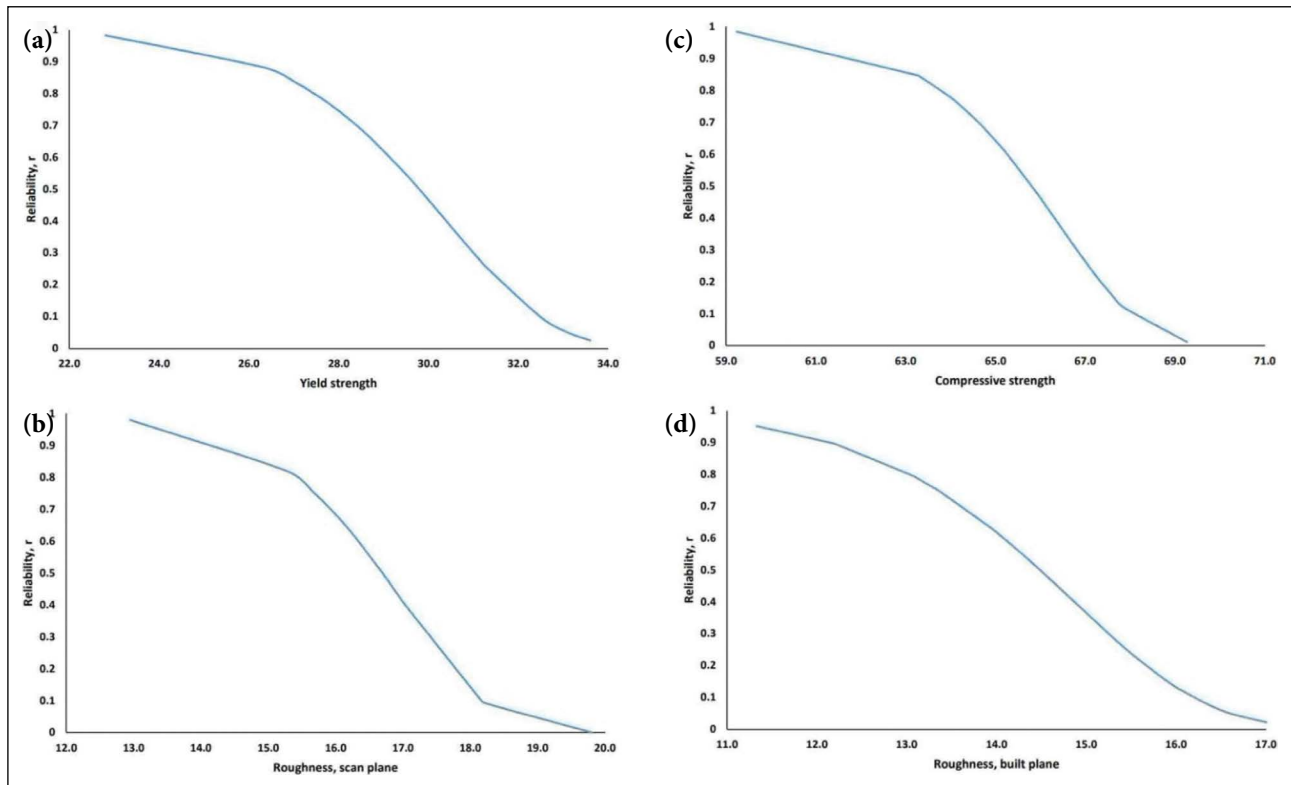 (a)
1
0.9
0.8
0.7
0.6
0.5
0.4
0.3
0.2
0.1
0
Reliability, r
22.0 24.0 26.0 28.0 30.0 32.0 34.0
Yield strength
(c)
1
0.9
0.8
0.7
0.6
0.5
0.4
0.3
0.2
0.1
0
Reliability, r
59.0 61.0 63.0 65.0 67.0 69.0 71.0
Compressive strength
(b)
1
0.9
0.8
0.7
0.6
0.5
0.4
0.3
0.2
0.1
0
Reliability, r
12.0 13.0 14.0 15.0 16.0 17.0 18.0 19.0 20.0
Roughness, scan plane
(d)
1
0.9
0.8
0.7
0.6
0.5
0.4
0.3
0.2
0.1
0
Reliability, r
11.0 12.0 13.0 14.0 15.0 16.0 17.0
Roughness, built plane